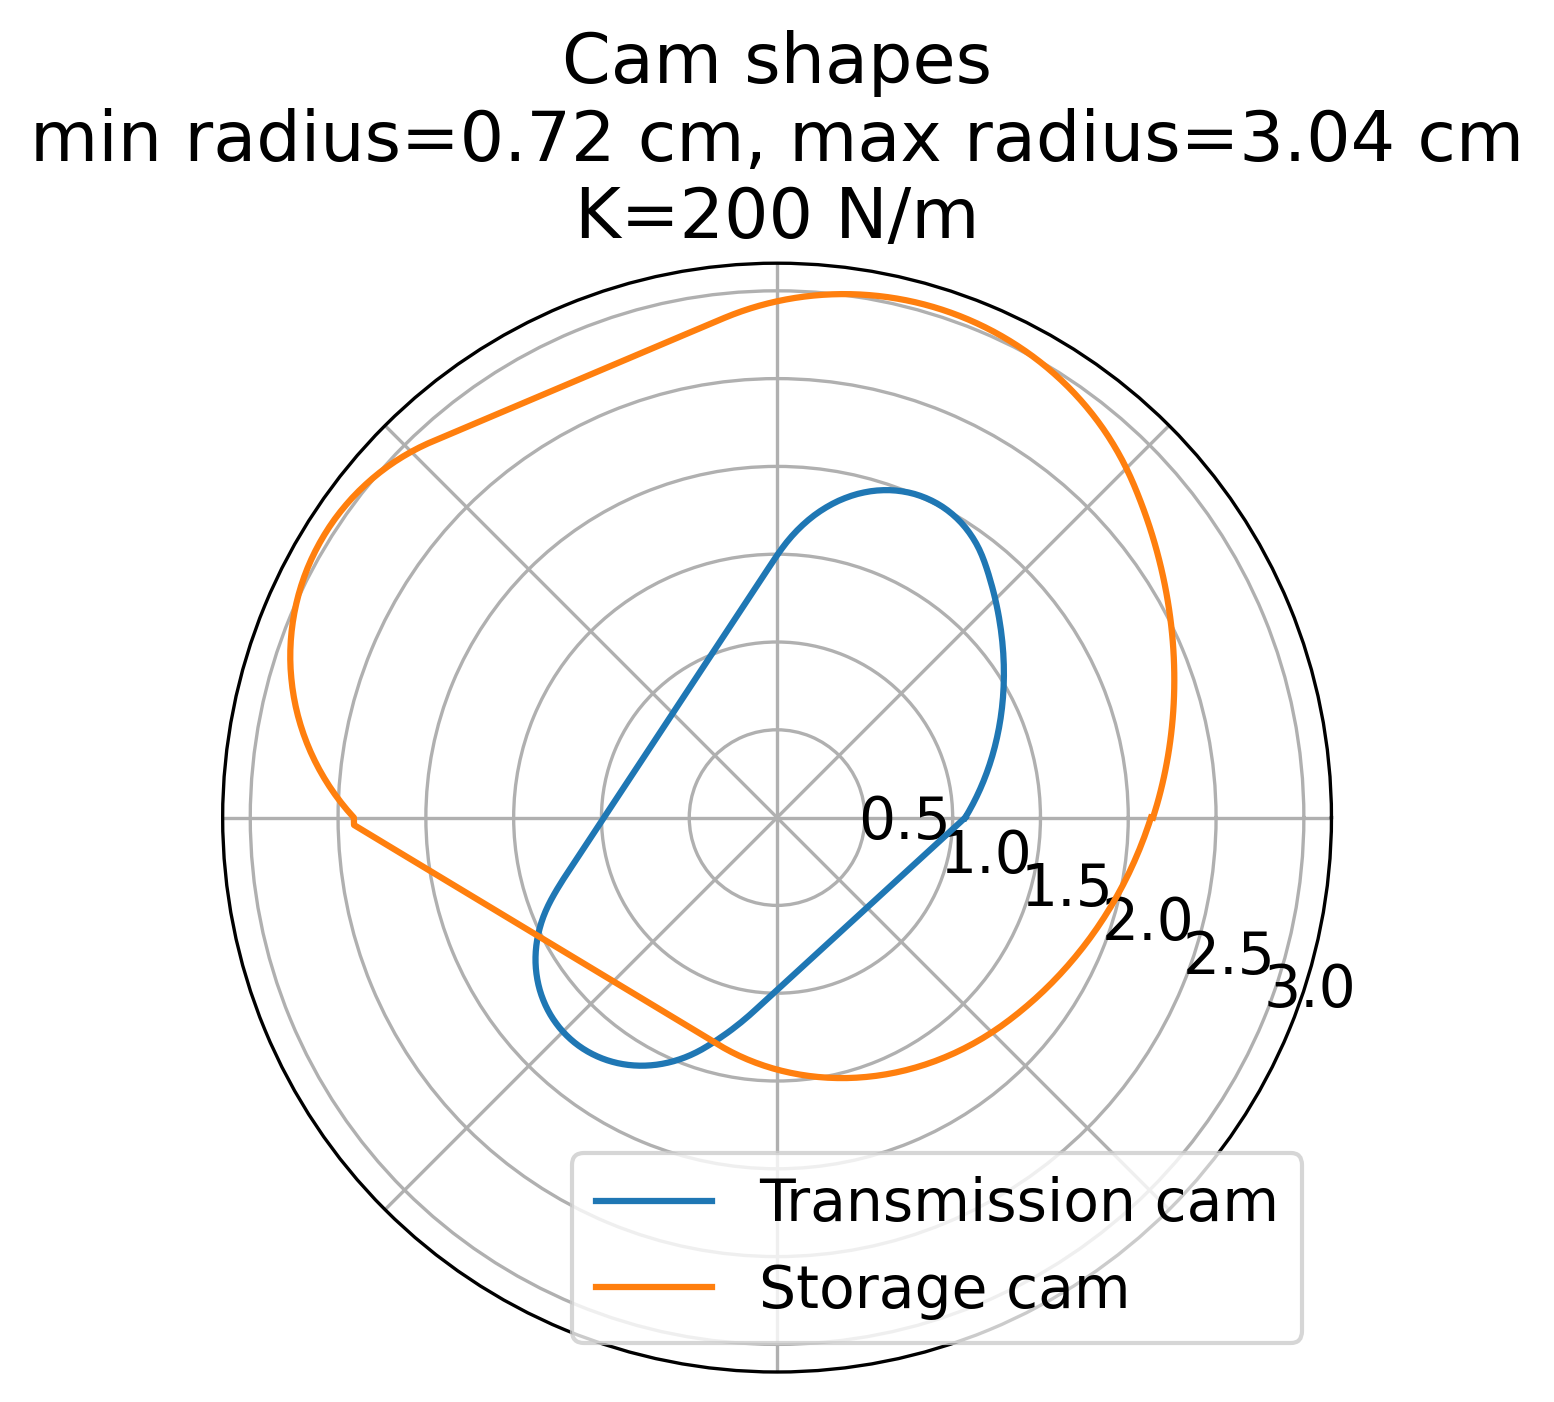 Cam shapes
min radius=0.72 cm, max radius=3.04 cm
K=200 N/m
0.5
1.0
1.5
2.0
2.5
3.0
Transmission cam
Storage cam